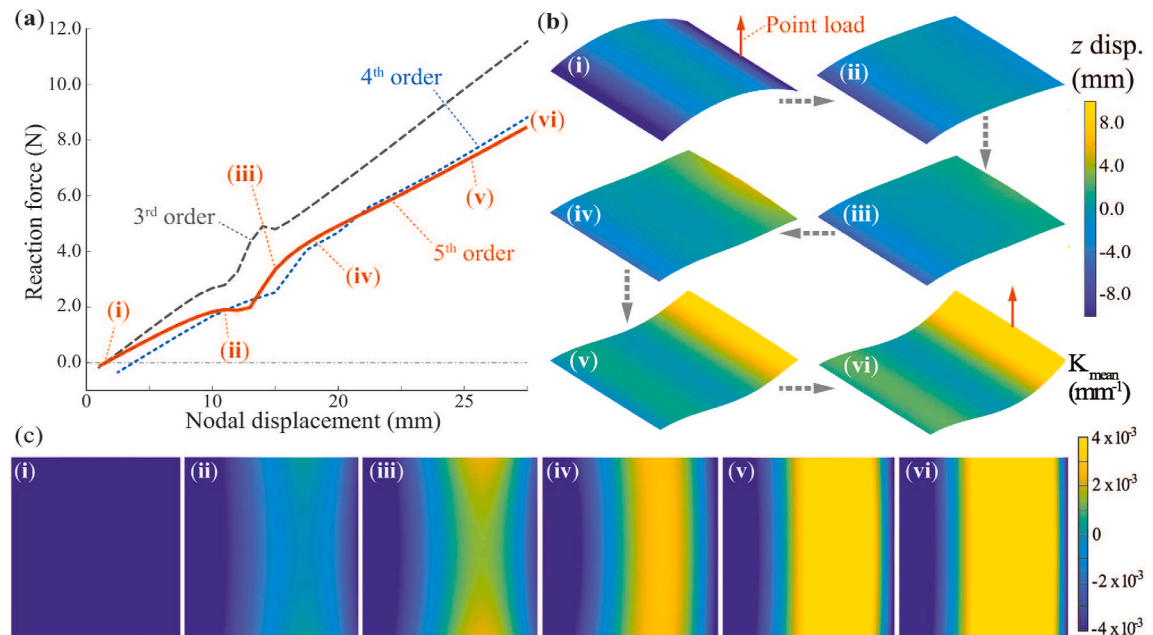 (a)
12.0
10.0
8.0
6.0
4.0
2.0
0.0
Reaction force (N)
0
10
15
20
25
Nodal displacement (mm)
4th order
3rd order
5th order
(i)
(ii)
(iii)
(iv)
(v)
(vi)
(b)
Point load
(i)
(ii)
(iii)
(iv)
(v)
(vi)
z disp.
(mm)
8.0
4.0
0.0
-4.0
-8.0
Kmean
(mm-1)
(c)
(i)
(ii)
(iii)
(iv)
(v)
(vi)
4 x 10-3
2 x 10-3
0
-2 x 10-3
-4 x 10-3